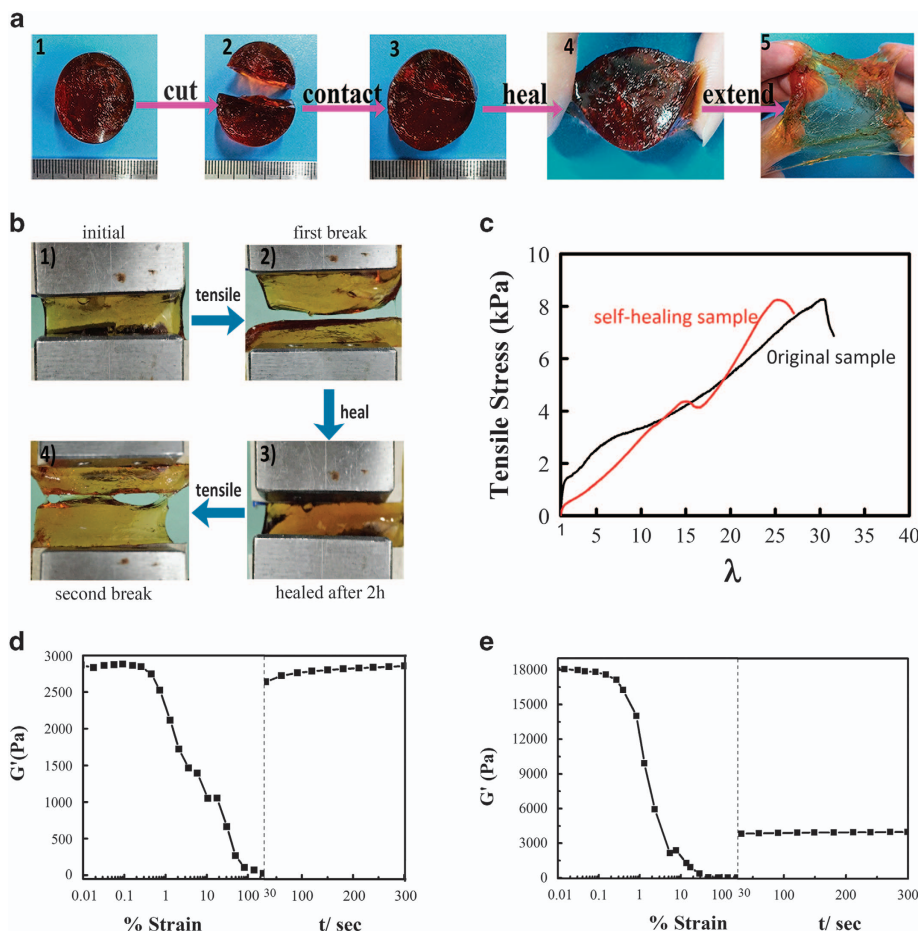 a
1
cut
2
contact
3
heal
4
extend
5
b
initial
first break
1)
tensile
2)
heal
4)
tensile
3)
second break
healed after 2h
c
Tensile Stress (kPa)
10
8
6
4
2
0
self-healing sample
0riginal sample
1 5 10 15 20 25 30 35 40
λ
d
G'(Pa)
3000
2500
2000
1500
1000
500
0
0.01 0.1 1 10 100 30 100 200 300
% Strain t/ sec
e
G' (Pa)
18000
15000
12000
9000
6000
3000
0
0.01 0.1 1 10 100 30 100 200 300
% Strain t/ sec